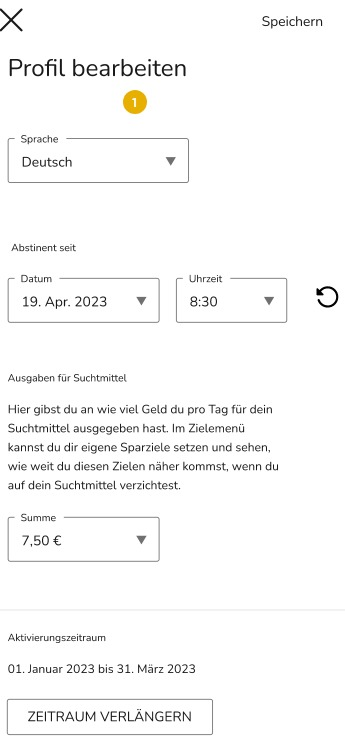 Speichern
Profil bearbeiten
1
Sprache
Deutsch
Abstinent seit
Datum
19. Apr. 2023
Uhrzeit
8:30
Ausgaben für Suchtmittel
Hier gibst du an wie viel Geld du pro Tag für dein
Suchtmittel ausgegeben hast. Im Zielemenü
kannst du dir eigene Sparziele setzen und sehen,
wie weit du diesen Zielen näher kommst, wenn du
auf dein Suchtmittel verzichtest.
Summe
7,50 €
Aktivierungszeitraum
01. Januar 2023 bis 31. März 2023
ZEITRAUM VERLÄNGERN